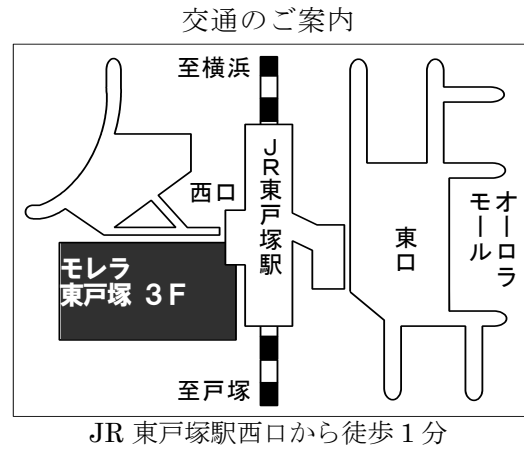 交通のご案内
至横浜
JR東戸塚駅
西口
モレラ
東戸塚 3F
東口
オーロラ
モール
至戸塚
JR 東戸塚駅西口から徒歩 1 分